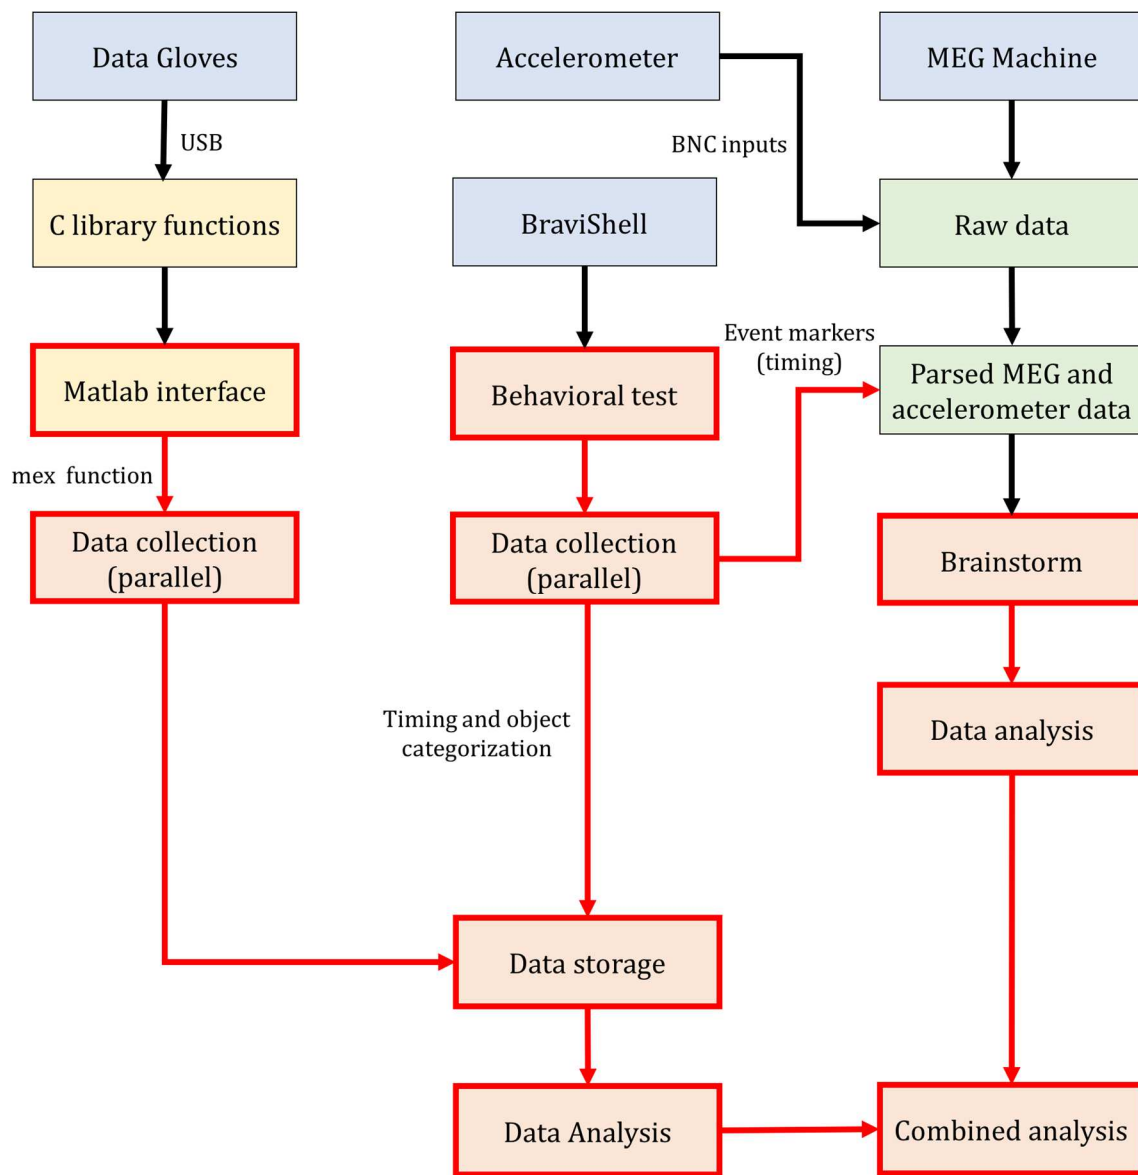 Data Gloves
Accelerometer
MEG Machine
USB
BNC inputs
C library functions
BraviShell
Raw data
Event markers
(timing)
Matlab interface
Behavioral test
Parsed MEG and
accelerometer data
mex function
Data collection
(parallel)
Data collection
(parallel)
Brainstorm
Timing and object
categorization
Data analysis
Data storage
Data Analysis
Combined analysis